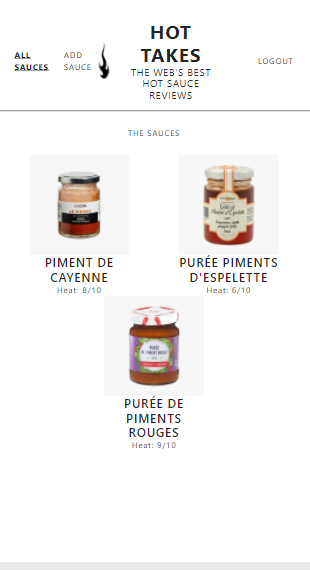 HOT
TAKES
THE WEB'S BEST
HOT SAUCE
REVIEWS
ALL
SAUCES
ADD
SAUCE
LOGOUT
THE SAUCES
PIMENT DE
CAYENNE
Heat: 8/10
PURÉE PIMENTS
D'ESPELETTE
Heat: 6/10
PURÉE DE
PIMENTS
ROUGES
Heat: 9/10